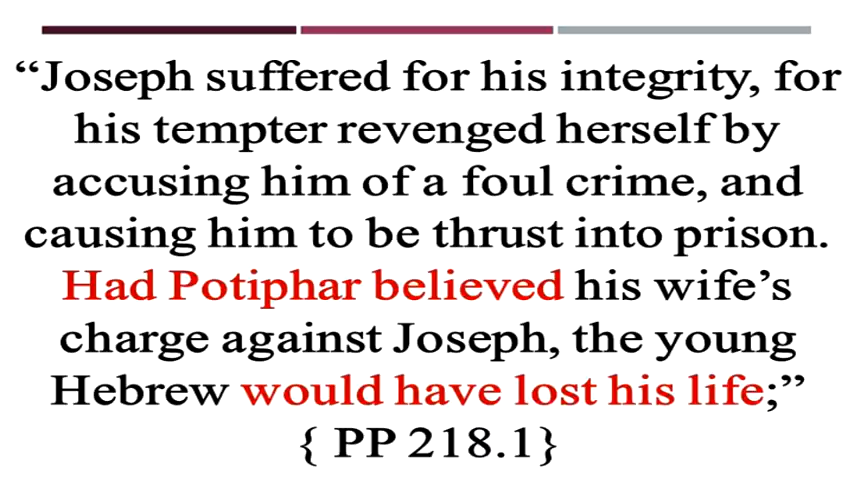 “Joseph suffered for his integrity, for
his tempter revenged herself by
accusing him of a foul crime, and
causing him to be thrust into prison.
Had Potiphar believed his wife’s
charge against Joseph, the young
Hebrew would have lost his life;”
{ PP 218.1}